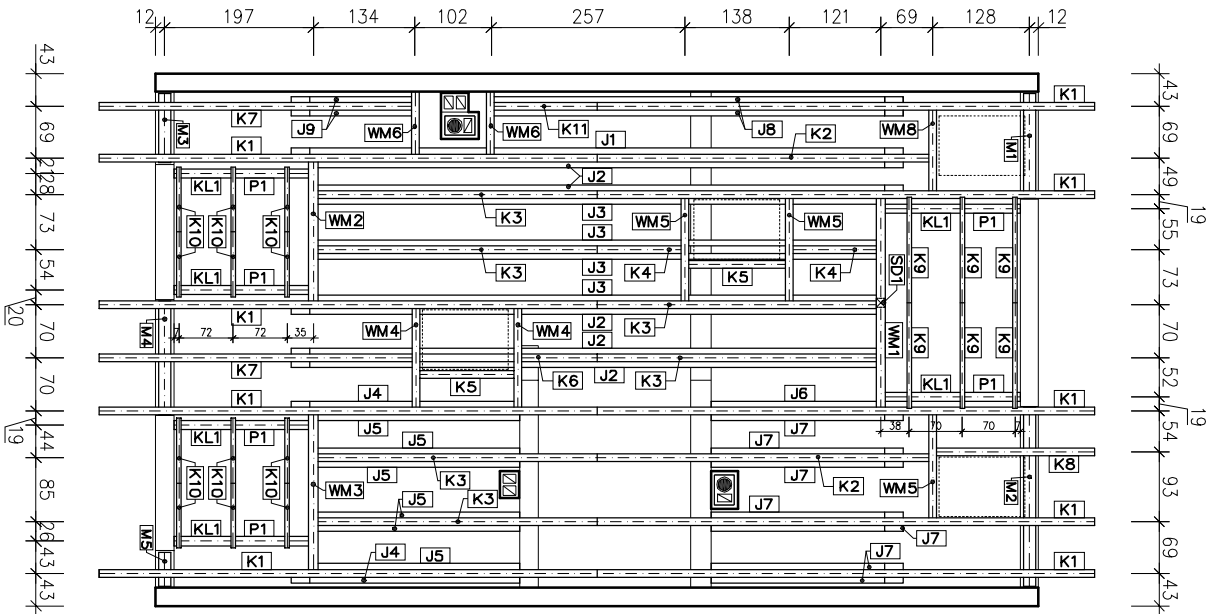 12 197 134 102 257 138 121 69 128 12
43 43
K1
K7 J9 WM6 WM6 K11 J8 WM8
M3 M1
69 69
K1 J1 K2
21 28 49
J2 K1
KL1 P1 WM2 K3 J3 WM5 WM5 KL1 P1
19
K10 K10 K10 J3
73 55
K3 J3 K4 K4 K9 K9 K9
SD1
54 73
KL1 P1 J3 K5
20
K1 J2 K3
M4 WM4 WM4 WM1
7 72 72 35
J2
70 70
K9 K9 K9
K7 K6 J2 K3
K5
70 52
K1 J4 J6 KL1 P1 K1
19 19
KL1 P1 J5 J5 J7 J7
38 70 70 7
44 54
K10 K10 K10 K3 K2 K8
WM3 J5 J7 WM5 M2
85 93
J5 K3 J7 K1
KL1 P1 J7
26
43 69
M5 K1 J4 J5 J7 K1
43 43